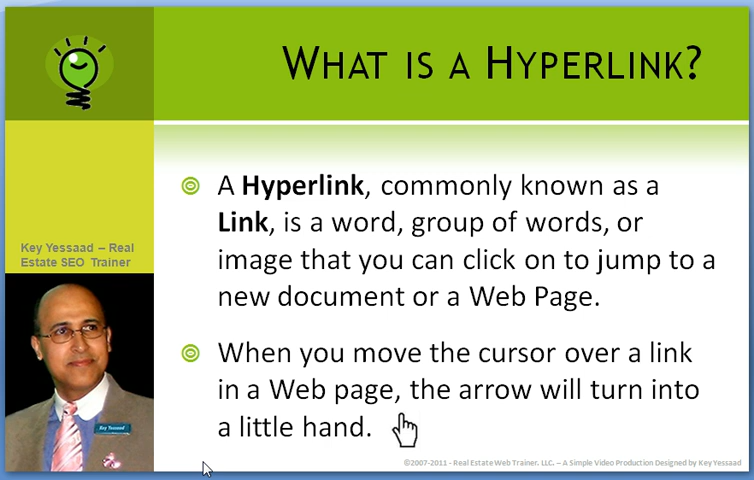 What is a Hyperlink?
Key Yessaad – Real
Estate SEO Trainer
A Hyperlink, commonly known as a
Link, is a word, group of words, or
image that you can click on to jump to a
new document or a Web Page.
When you move the cursor over a link
in a Web page, the arrow will turn into
a little hand.
Key Yessaad
©2007-2011 - Real Estate Web Trainer. LLC. – A Simple Video Production Designed by Key Yessaad